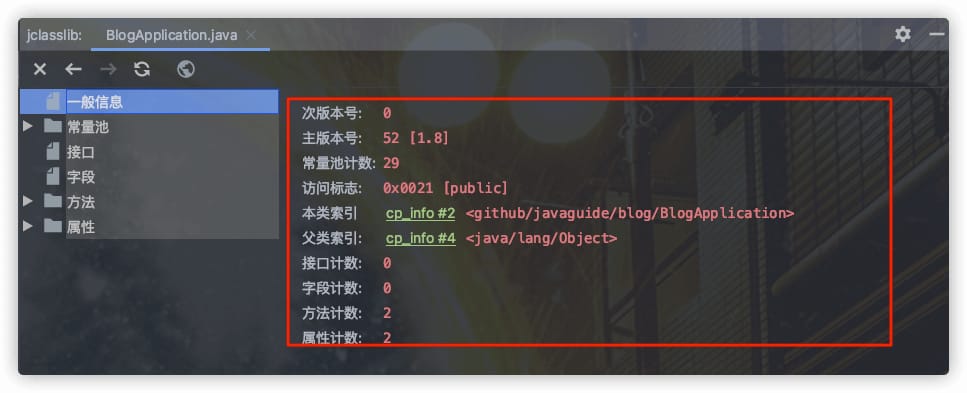 jclasslib: BlogApplication.java
一般信息
常量池
接口
字段
方法
属性
次版本号: 0
主版本号: 52 [1.8]
常量池计数: 29
访问标志: 0x0021 [public]
本类索引 cp_info #2 <github/javaguide/blog/BlogApplication>
父类索引: cp_info #4 <java/lang/Object>
接口计数: 0
字段计数: 0
方法计数: 2
属性计数: 2